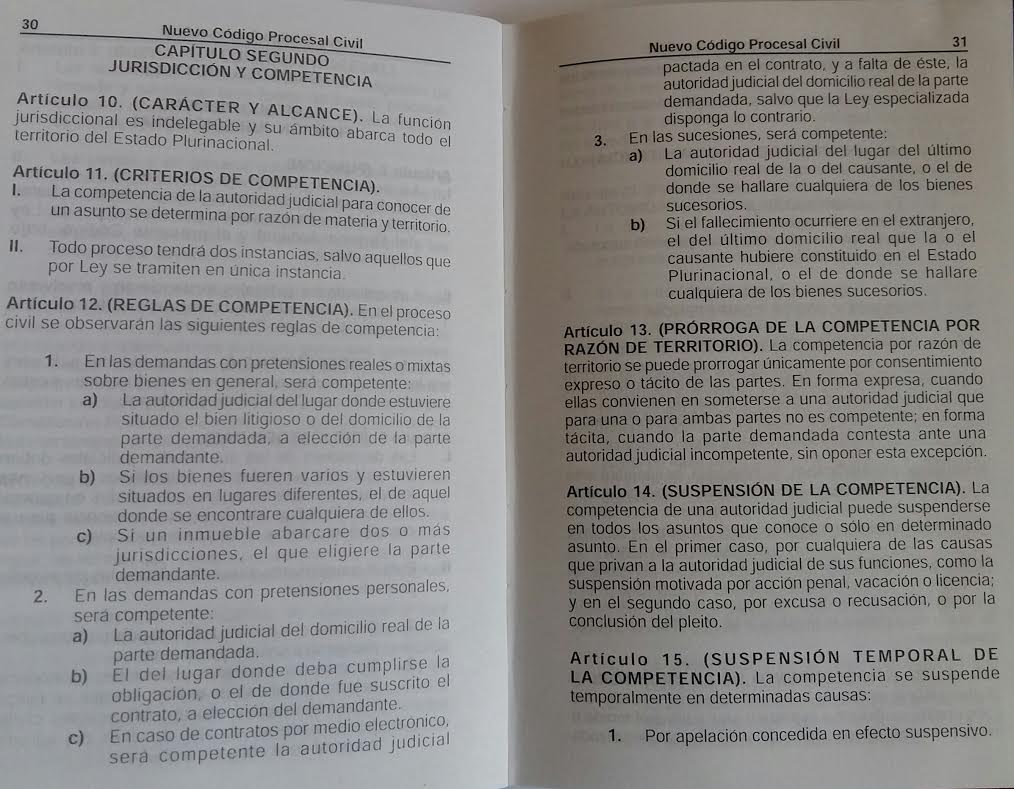 30
Nuevo Código Procesal Civil
CAPÍTULO SEGUNDO
JURISDICCIÓN Y COMPETENCIA
Artículo 10. (CARÁCTER Y ALCANCE). La función
jurisdiccional es indelegable y su ámbito abarca todo el
territorio del Estado Plurinacional.
Artículo 11. (CRITERIOS DE COMPETENCIA).
I. La competencia de la autoridad judicial para conocer de
un asunto se determina por razón de materia y territorio.
II. Todo proceso tendrá dos instancias, salvo aquellos que
por Ley se tramiten en única instancia.
Artículo 12. (REGLAS DE COMPETENCIA). En el proceso
civil se observarán las siguientes reglas de competencia:
1. En las demandas con pretensiones reales o mixtas
sobre bienes en general, será competente:
a) La autoridad judicial del lugar donde estuviere
situado el bien litigioso o del domicilio de la
parte demandada, a elección de la parte
demandante.
b) Si los bienes fueren varios y estuvieren
situados en lugares diferentes, el de aquel
donde se encontrare cualquiera de ellos.
c) Si un inmueble abarcare dos o más
jurisdicciones, el que eligiere la parte
demandante.
2. En las demandas con pretensiones personales,
será competente:
a) La autoridad judicial del domicilio real de la
parte demandada.
b) El del lugar donde deba cumplirse la
obligación, o el de donde fue suscrito el
contrato, a elección del demandante.
c) En caso de contratos por medio electrónico,
será competente la autoridad judicial
Nuevo Código Procesal Civil 31
pactada en el contrato, y a falta de éste, la
autoridad judicial del domicilio real de la parte
demandada, salvo que la Ley especializada
disponga lo contrario.
3. En las sucesiones, será competente:
a) La autoridad judicial del lugar del último
domicilio real de la o del causante, o el de
donde se hallare cualquiera de los bienes
sucesorios.
b) Si el fallecimiento ocurriere en el extranjero,
el del último domicilio real que la o el
causante hubiere constituido en el Estado
Plurinacional, o el de donde se hallare
cualquiera de los bienes sucesorios.
Artículo 13. (PRÓRROGA DE LA COMPETENCIA POR
RAZÓN DE TERRITORIO). La competencia por razón de
territorio se puede prorrogar únicamente por consentimiento
expreso o tácito de las partes. En forma expresa, cuando
ellas convienen en someterse a una autoridad judicial que
para una o para ambas partes no es competente; en forma
tácita, cuando la parte demandada contesta ante una
autoridad judicial incompetente, sin oponer esta excepción.
Artículo 14. (SUSPENSIÓN DE LA COMPETENCIA). La
competencia de una autoridad judicial puede suspenderse
en todos los asuntos que conoce o sólo en determinado
asunto. En el primer caso, por cualquiera de las causas
que privan a la autoridad judicial de sus funciones, como la
suspensión motivada por acción penal, vacación o licencia;
y en el segundo caso, por excusa o recusación, o por la
conclusión del pleito.
Artículo 15. (SUSPENSIÓN TEMPORAL DE
LA COMPETENCIA). La competencia se suspende
temporalmente en determinadas causas:
1. Por apelación concedida en efecto suspensivo.